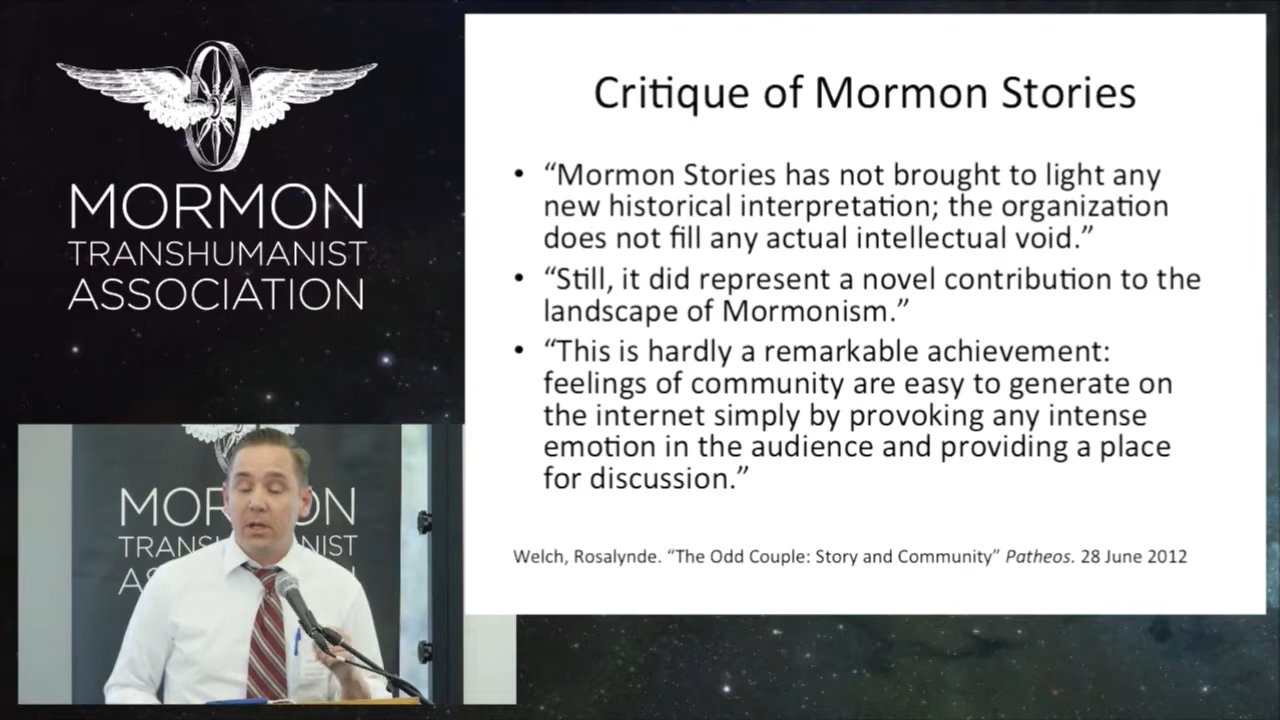 MORMON
TRANSHUMANIST
ASSOCIATION
Critique of Mormon Stories
• “Mormon Stories has not brought to light any
new historical interpretation; the organization
does not fill any actual intellectual void.”
• “Still, it did represent a novel contribution to the
landscape of Mormonism.”
• “This is hardly a remarkable achievement:
feelings of community are easy to generate on
the internet simply by provoking any intense
emotion in the audience and providing a place
for discussion.”
Welch, Rosalynde. “The Odd Couple: Story and Community” Patheos. 28 June 2012